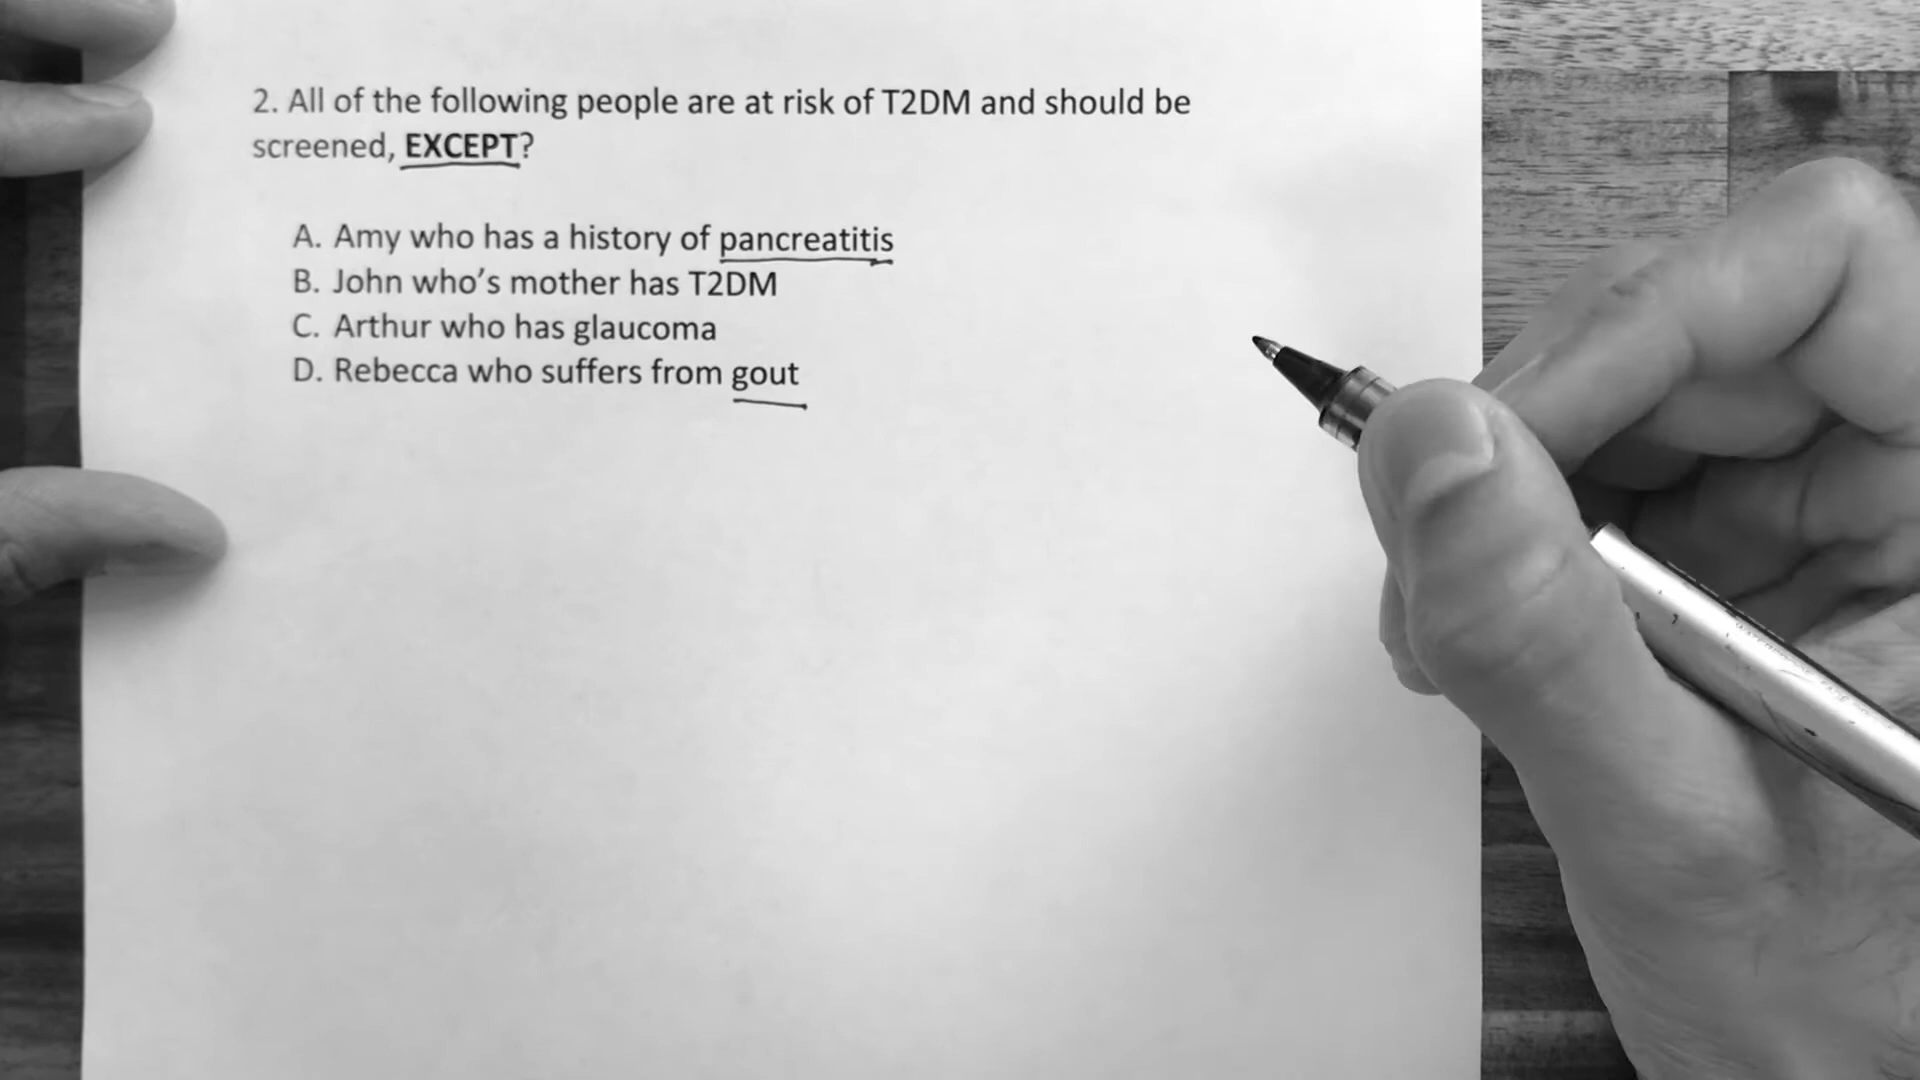 2. All of the following people are at risk of T2DM and should be
screened, EXCEPT?
A. Amy who has a history of pancreatitis
B. John who's mother has T2DM
C. Arthur who has glaucoma
D. Rebecca who suffers from gout